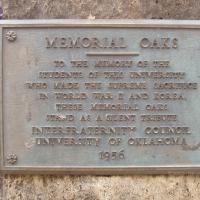 MEMORIAL OAKS
TO THE MEMORY OF THE
STUDENTS OF THIS UNIVERSITY
WHO MADE THE SUPREME SACRIFICE
IN WORLD WAR II AND KOREA,
THESE MEMORIAL OAKS
STAND AS A SILENT TRIBUTE
INTERFRATERNITY COUNCIL
UNIVERSITY OF OKLAHOMA
1956